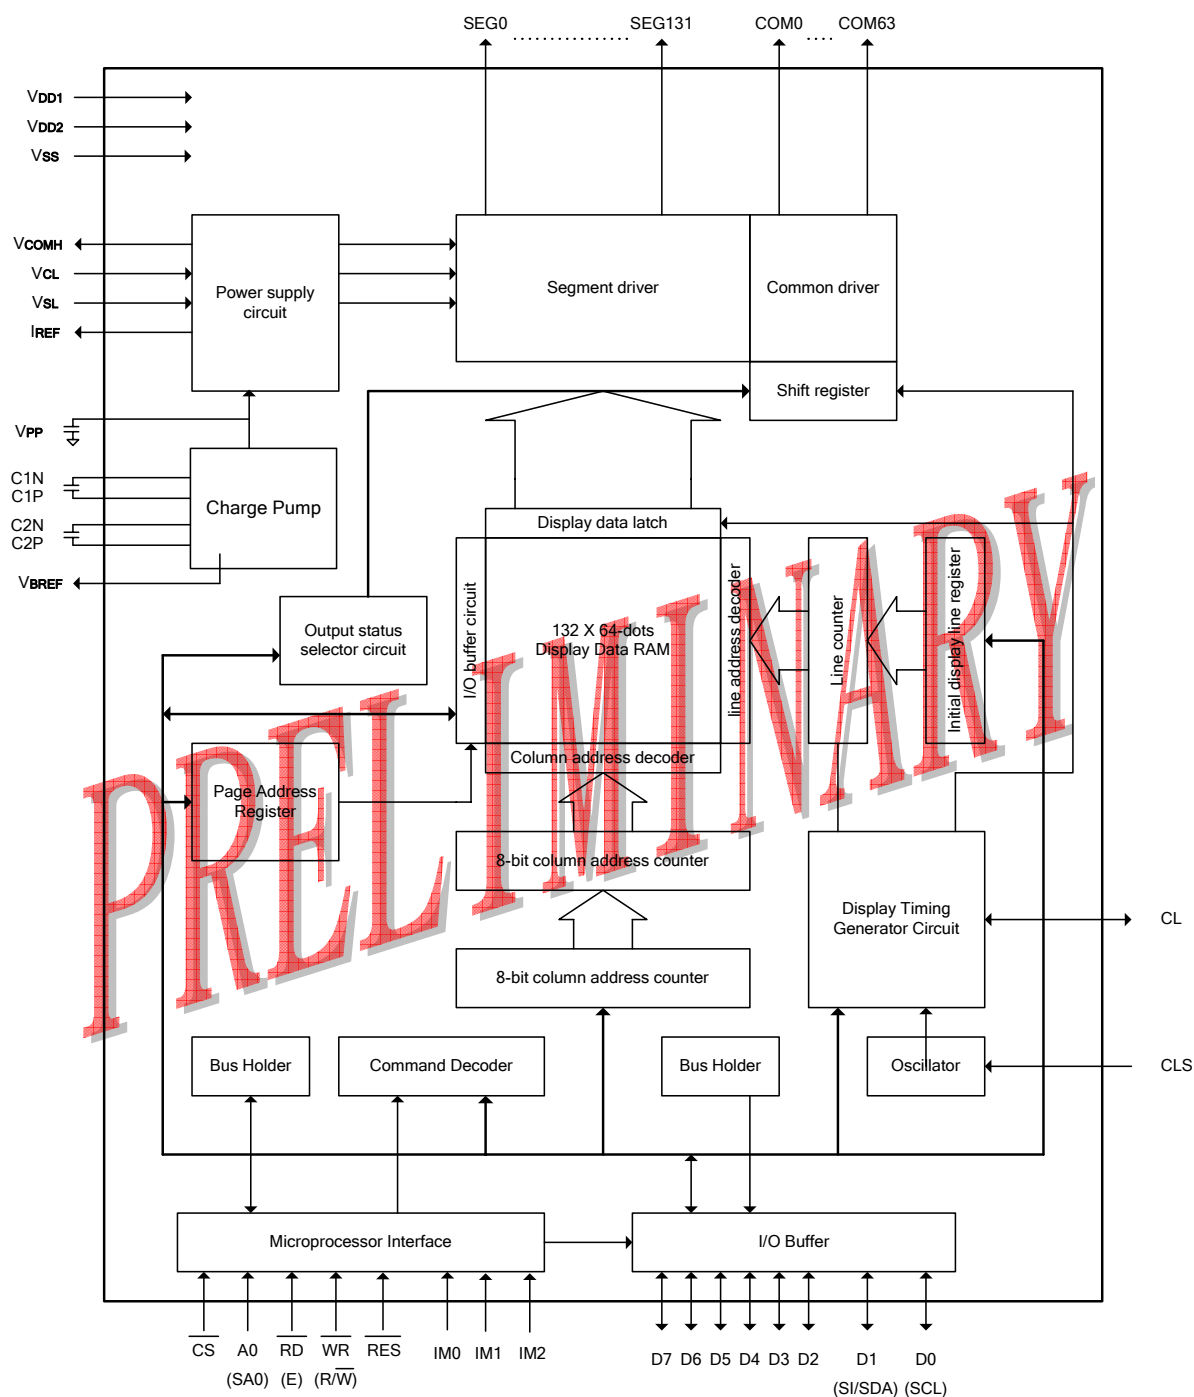 SEG0 .................. SEG131 COM0 .... COM63
VDD1
VDD2
VSS
VCOMH
VCL
VSL
IREF
Power supply
circuit
Segment driver
Common driver
Shift register
VPP
C1N
C1P
C2N
C2P
VBREF
Charge Pump
Display data latch
Output status
selector circuit
I/O buffer circuit
132 X 64-dots
Display Data RAM
line address decoder
Line counter
Initial display line register
Column address decoder
Page Address
Register
8-bit column address counter
Display Timing
Generator Circuit
CL
8-bit column address counter
Bus Holder
Command Decoder
Bus Holder
Oscillator
CLS
Microprocessor Interface
I/O Buffer
C̅S̅ A0 R̅D̅ W̅R̅ R̅E̅S̅ IM0 IM1 IM2 D7 D6 D5 D4 D3 D2 D1 D0
(SA0) (E) (R/W̅) (SI/SDA) (SCL)
PRELIMINARY